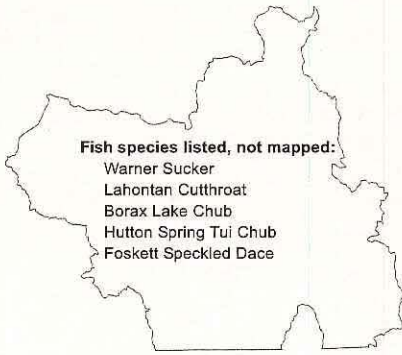 Fish species listed, not mapped:
Warner Sucker
Lahontan Cutthroat
Borax Lake Chub
Hutton Spring Tui Chub
Foskett Speckled Dace